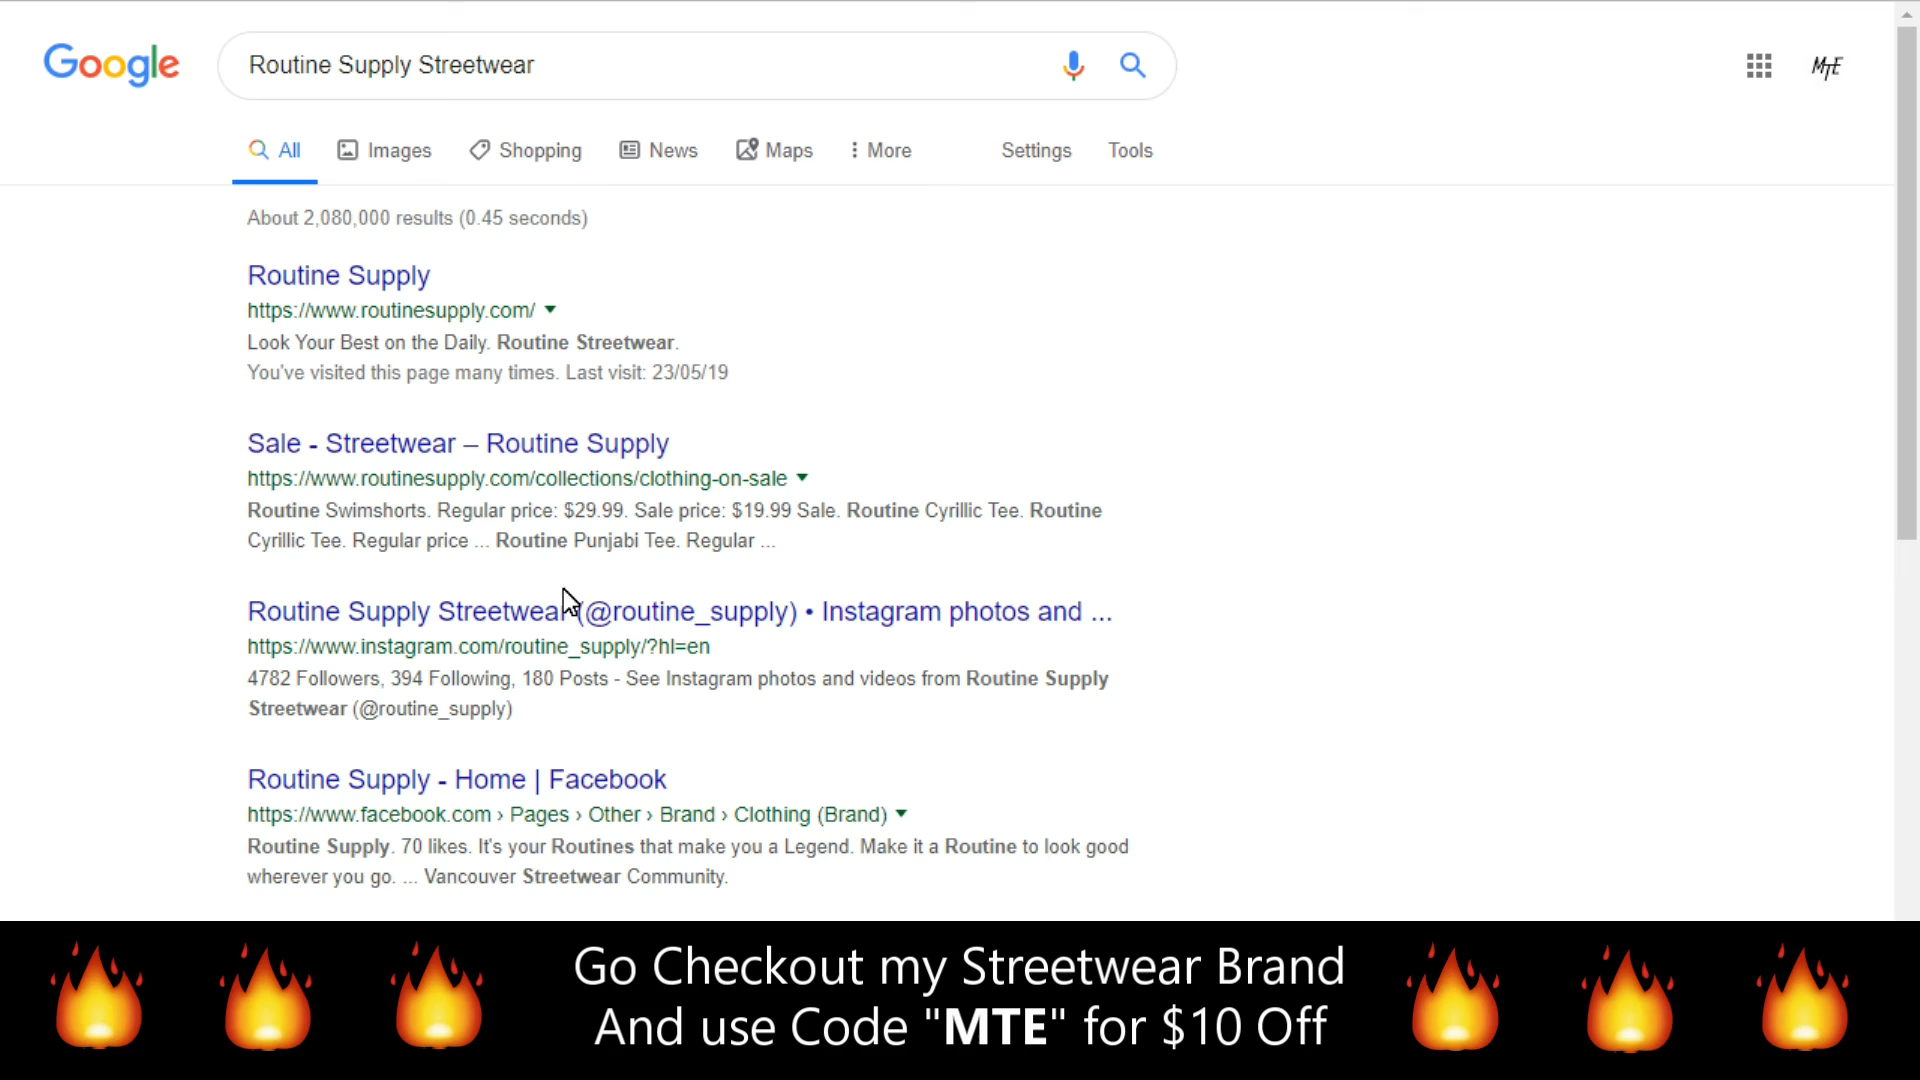 Google
Routine Supply Streetwear
MTE
All Images Shopping News Maps More Settings Tools
About 2,080,000 results (0.45 seconds)
Routine Supply
https://www.routinesupply.com/
Look Your Best on the Daily. Routine Streetwear.
You've visited this page many times. Last visit: 23/05/19
Sale - Streetwear – Routine Supply
https://www.routinesupply.com/collections/clothing-on-sale
Routine Swimshorts. Regular price: $29.99. Sale price: $19.99 Sale. Routine Cyrillic Tee. Routine
Cyrillic Tee. Regular price ... Routine Punjabi Tee. Regular ...
Routine Supply Streetwear (@routine_supply) • Instagram photos and ...
https://www.instagram.com/routine_supply/?hl=en
4782 Followers, 394 Following, 180 Posts - See Instagram photos and videos from Routine Supply
Streetwear (@routine_supply)
Routine Supply - Home | Facebook
https://www.facebook.com › Pages › Other › Brand › Clothing (Brand)
Routine Supply. 70 likes. It's your Routines that make you a Legend. Make it a Routine to look good
wherever you go. ... Vancouver Streetwear Community.
Go Checkout my Streetwear Brand
And use Code "MTE" for $10 Off